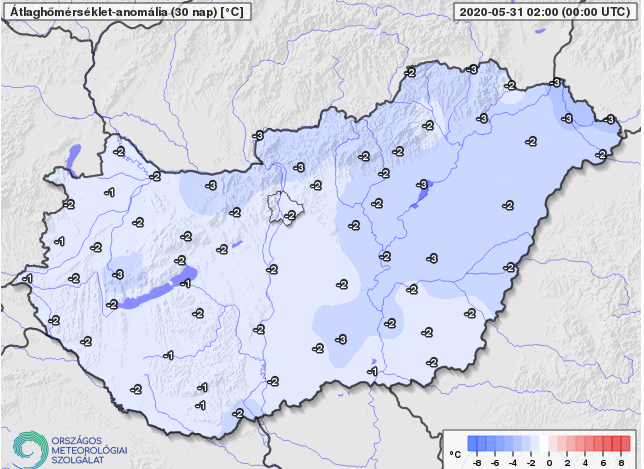 Átlaghőmérséklet-anomália (30 nap) [°C]
2020-05-31 02:00 (00:00 UTC)
-2 -3 -2 -3
-3 -3
-2 -3 -2
-2 -2 -2 -3 -2
-2 -3 -2 -2 -3
-1
-2 -2 -2 -2 -2
-2 -2
-1 -2 -2 -2
-2 -2 -3
-1 -2 -3 -2 -2
-1 -2 -2
-2 -2 -2
-2 -2 -2 -2
-2 -3
-1 -2
-1 -2
-2 -1 -2
-1 -2
ORSZÁGOS
METEOROLÓGIAI
SZOLGÁLAT
°C
-8 -6 -4 -2 0 2 4 6 8